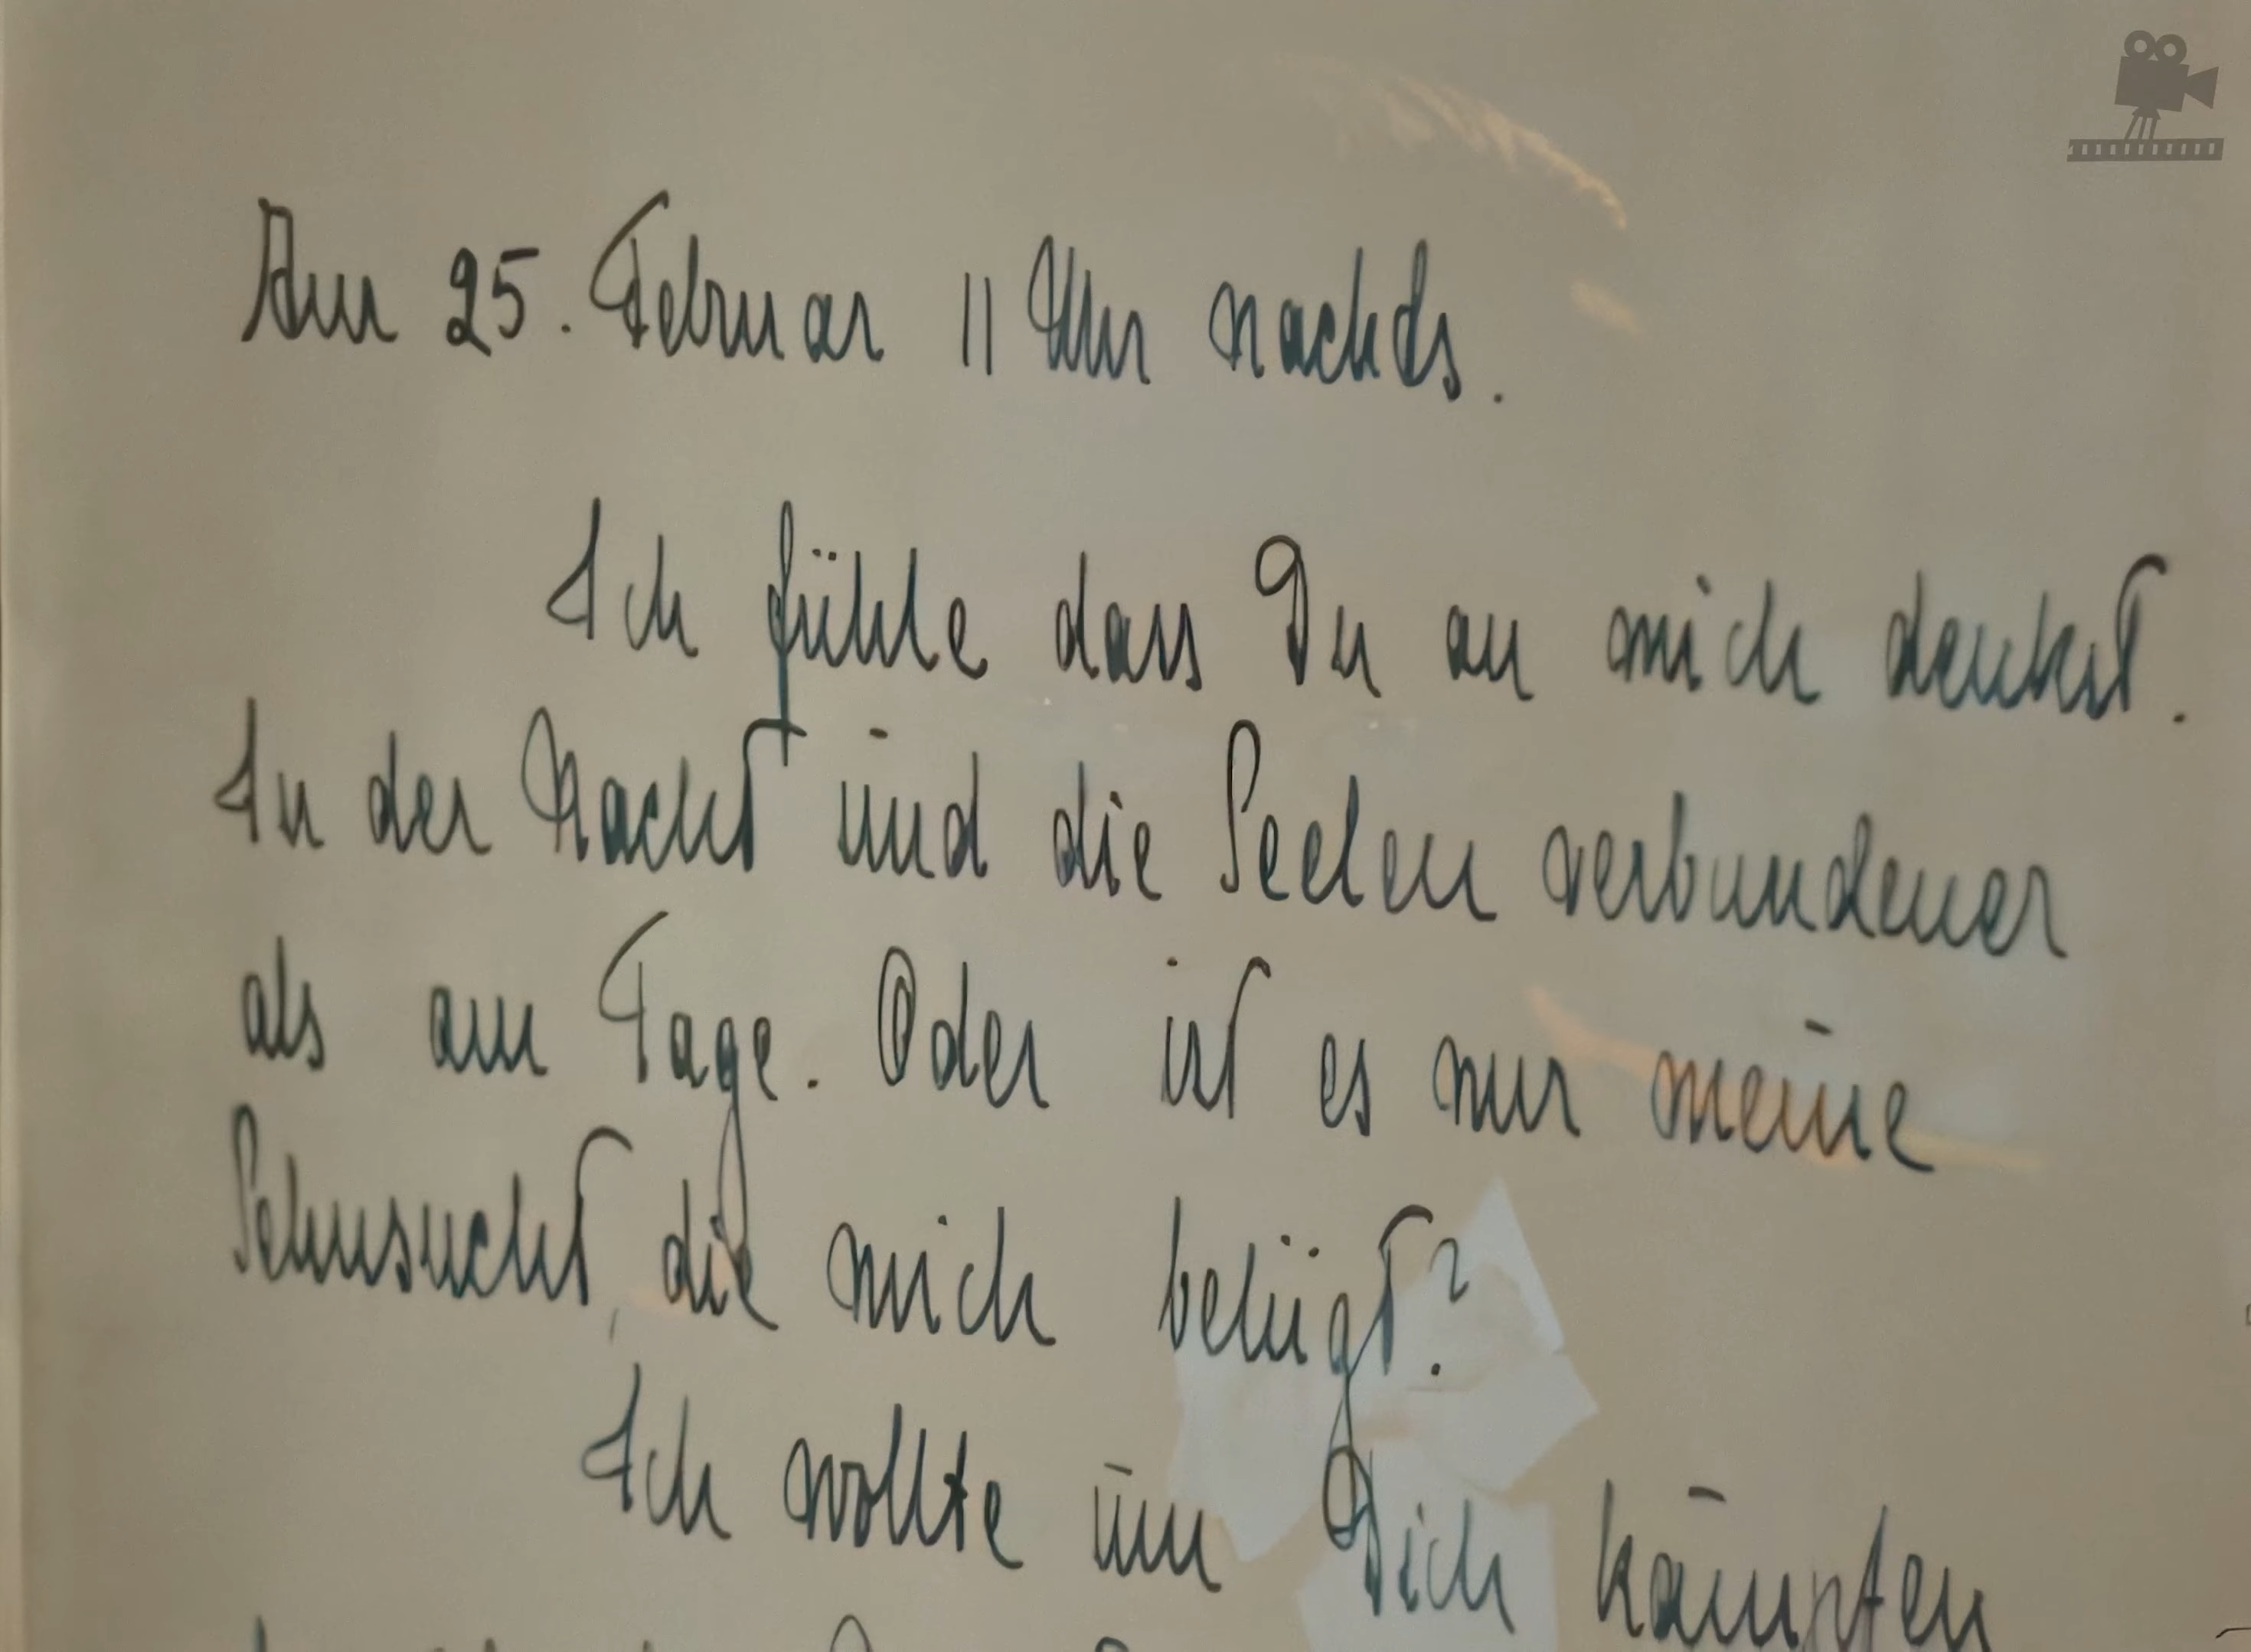 Am 25. Februar 11 Uhr nachts.
Ich fühle dass Du an mich denkst.
In der Nacht sind die Seelen verbundener
als am Tage. Oder ist es nur meine
Sehnsucht, die mich belügt?
Ich wollte um Dich kämpfen